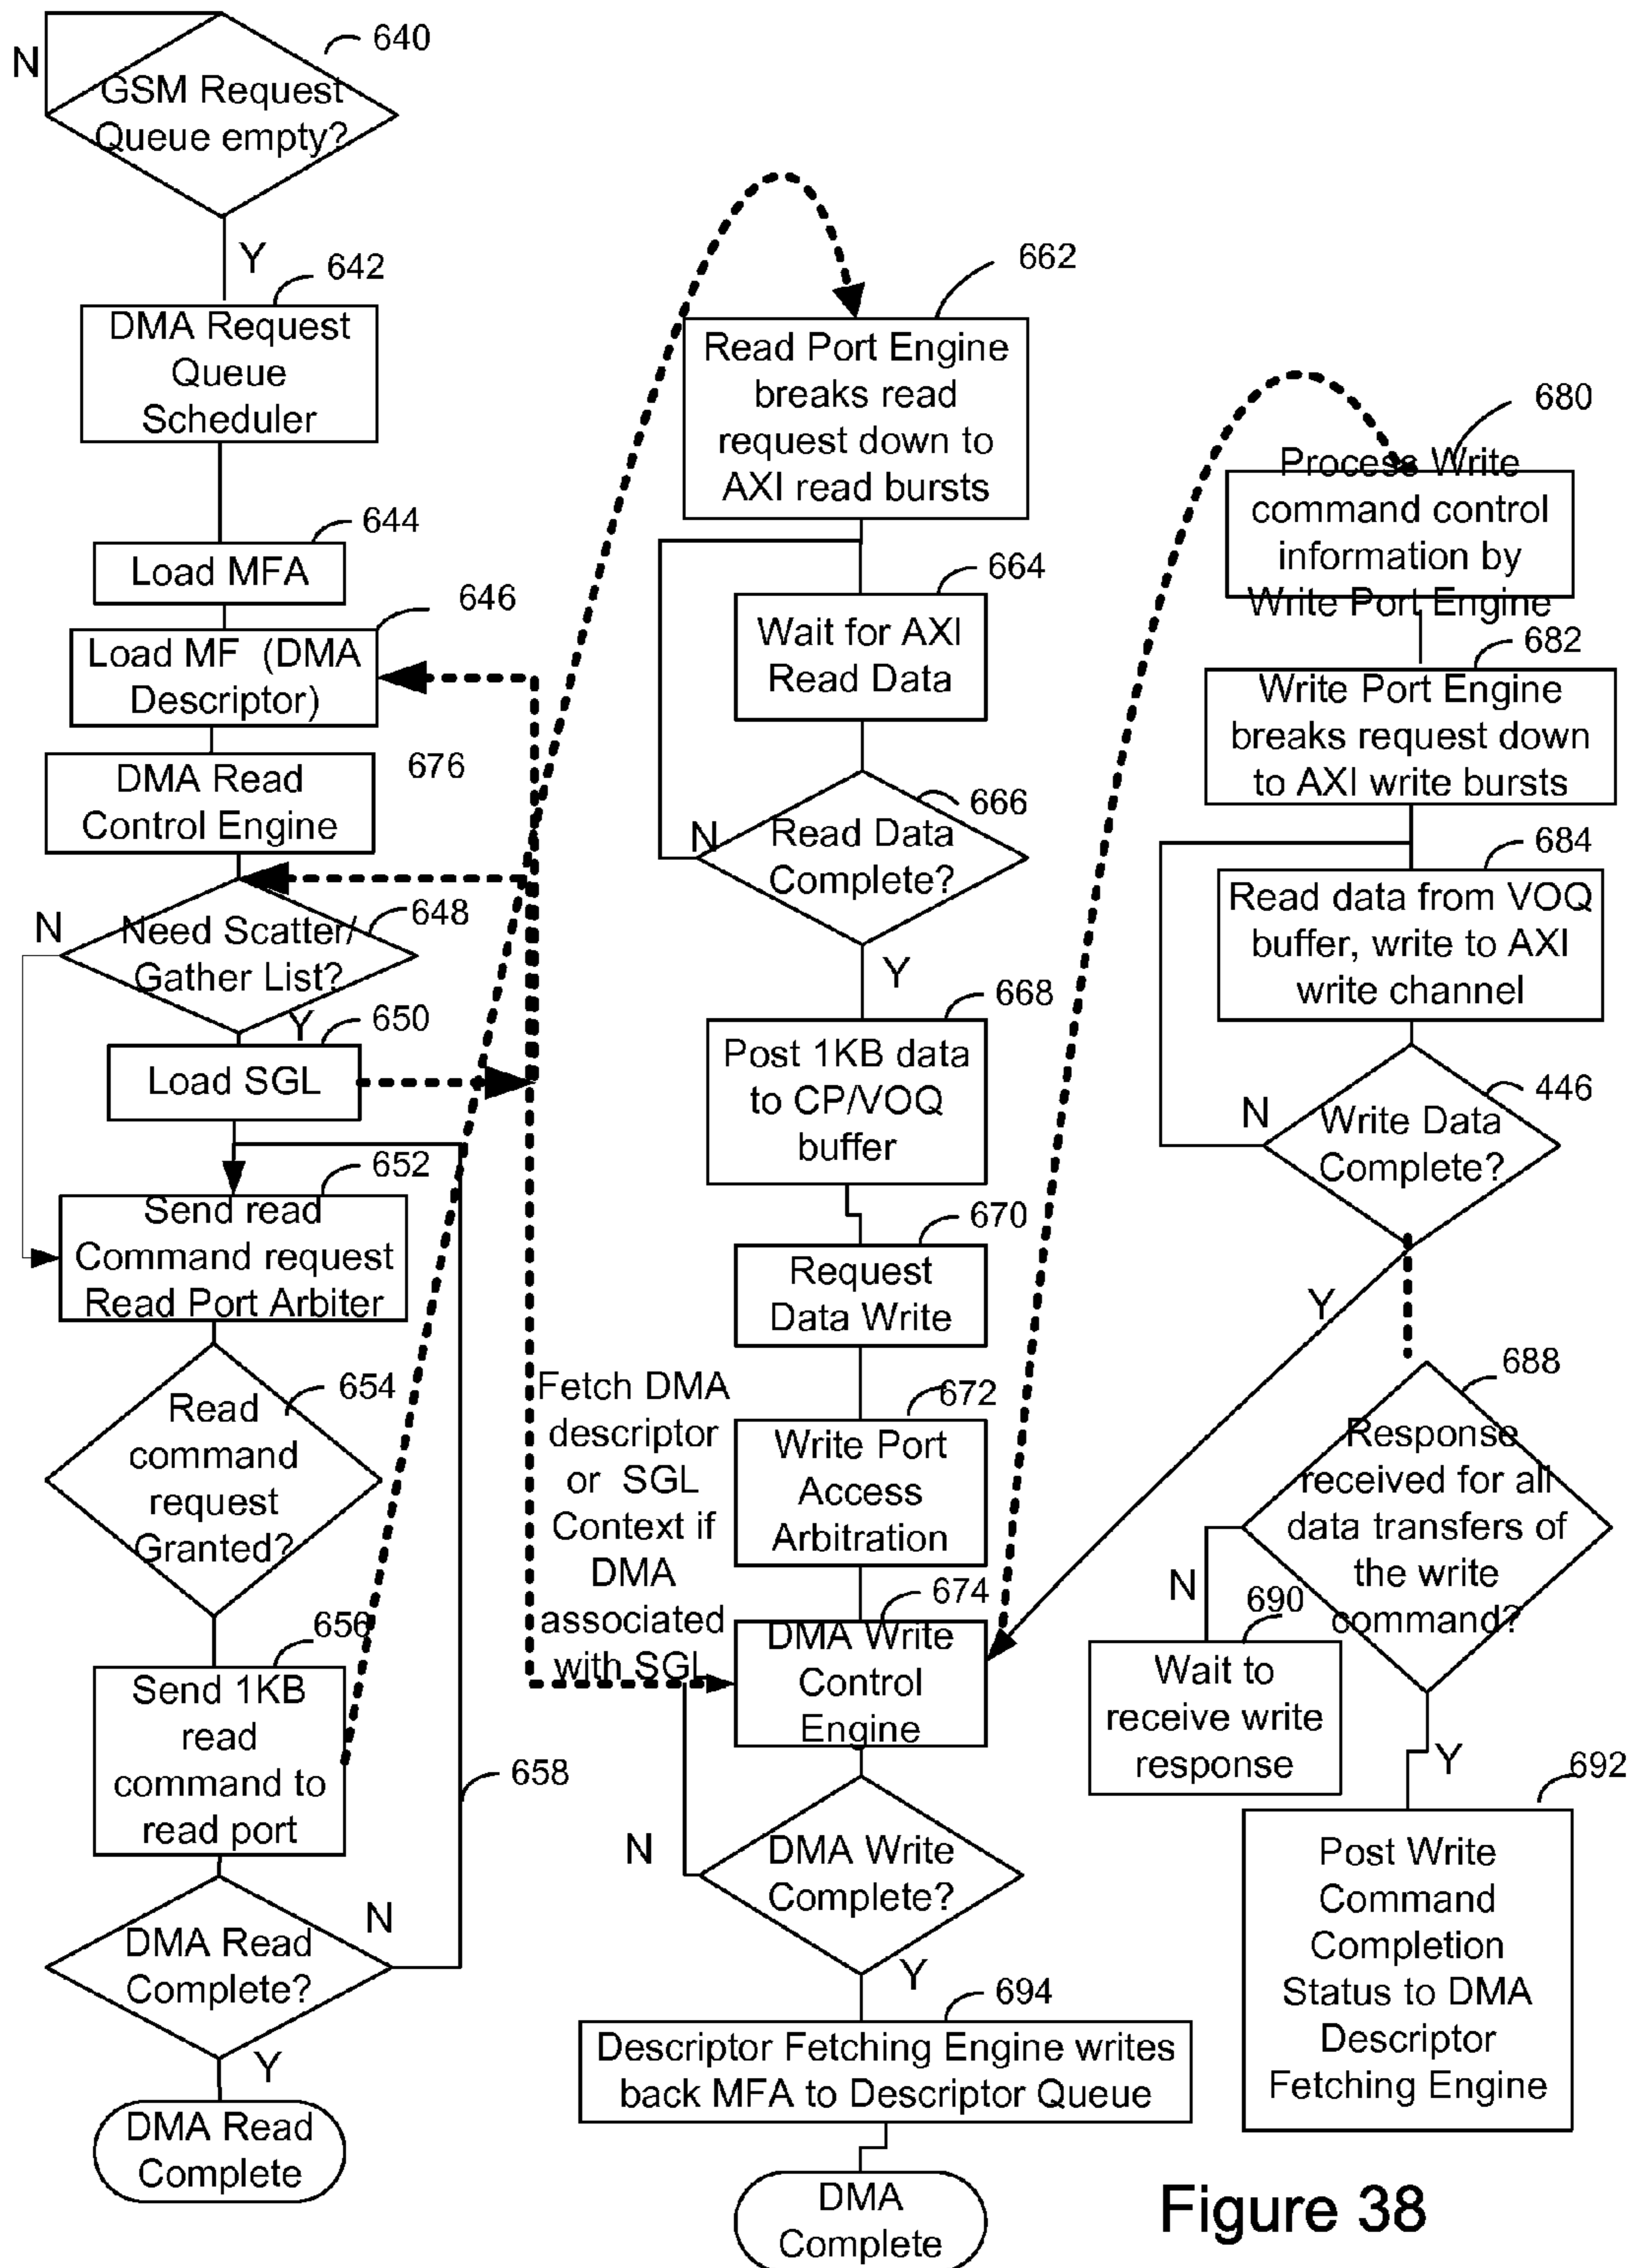 640
N
GSM Request
Queue empty?
Y
642
DMA Request
Queue
Scheduler
644
Load MFA
646
Load MF (DMA
Descriptor)
676
DMA Read
Control Engine
648
N
Need Scatter/
Gather List?
Y
650
Load SGL
652
Send read
Command request
Read Port Arbiter
654
Read
command
request
Granted?
656
Send 1KB
read
command to
read port
658
N
DMA Read
Complete?
Y
DMA Read
Complete
662
Read Port Engine
breaks read
request down to
AXI read bursts
664
Wait for AXI
Read Data
666
N
Read Data
Complete?
Y
668
Post 1KB data
to CP/VOQ
buffer
670
Request
Data Write
672
Write Port
Access
Arbitration
Fetch DMA
descriptor
or SGL
Context if
DMA
associated
with SGL
674
DMA Write
Control
Engine
N
DMA Write
Complete?
Y
694
Descriptor Fetching Engine writes
back MFA to Descriptor Queue
DMA
Complete
680
Process Write
command control
information by
Write Port Engine
682
Write Port Engine
breaks request down
to AXI write bursts
684
Read data from VOQ
buffer, write to AXI
write channel
446
N
Write Data
Complete?
Y
688
Response
received for all
data transfers of
the write
command?
N
690
Wait to
receive write
response
Y
692
Post Write
Command
Completion
Status to DMA
Descriptor
Fetching Engine
Figure 38